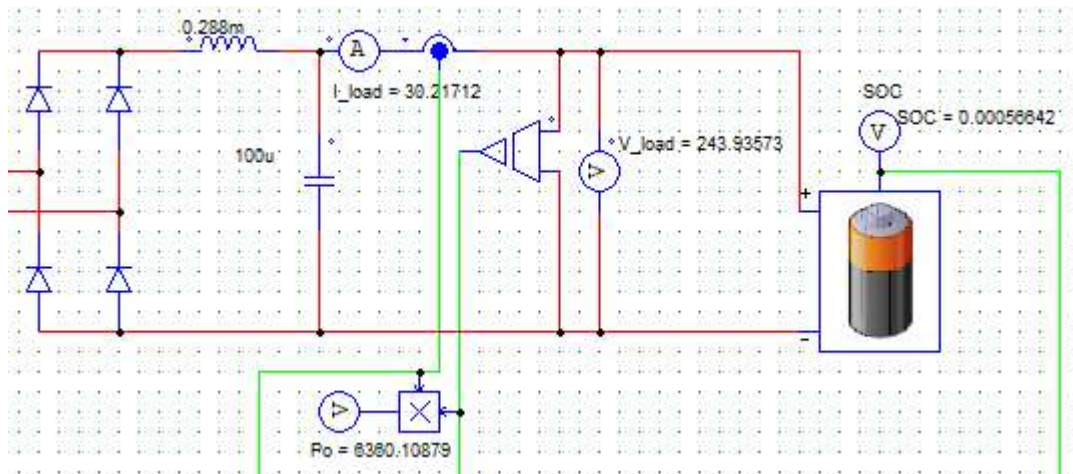 0.288m
A
I_load = 30.21712
SOC
SOC = 0.00056642
V
100u
V_load = 243.93573
V
+
-
V
Po = 6360.10879